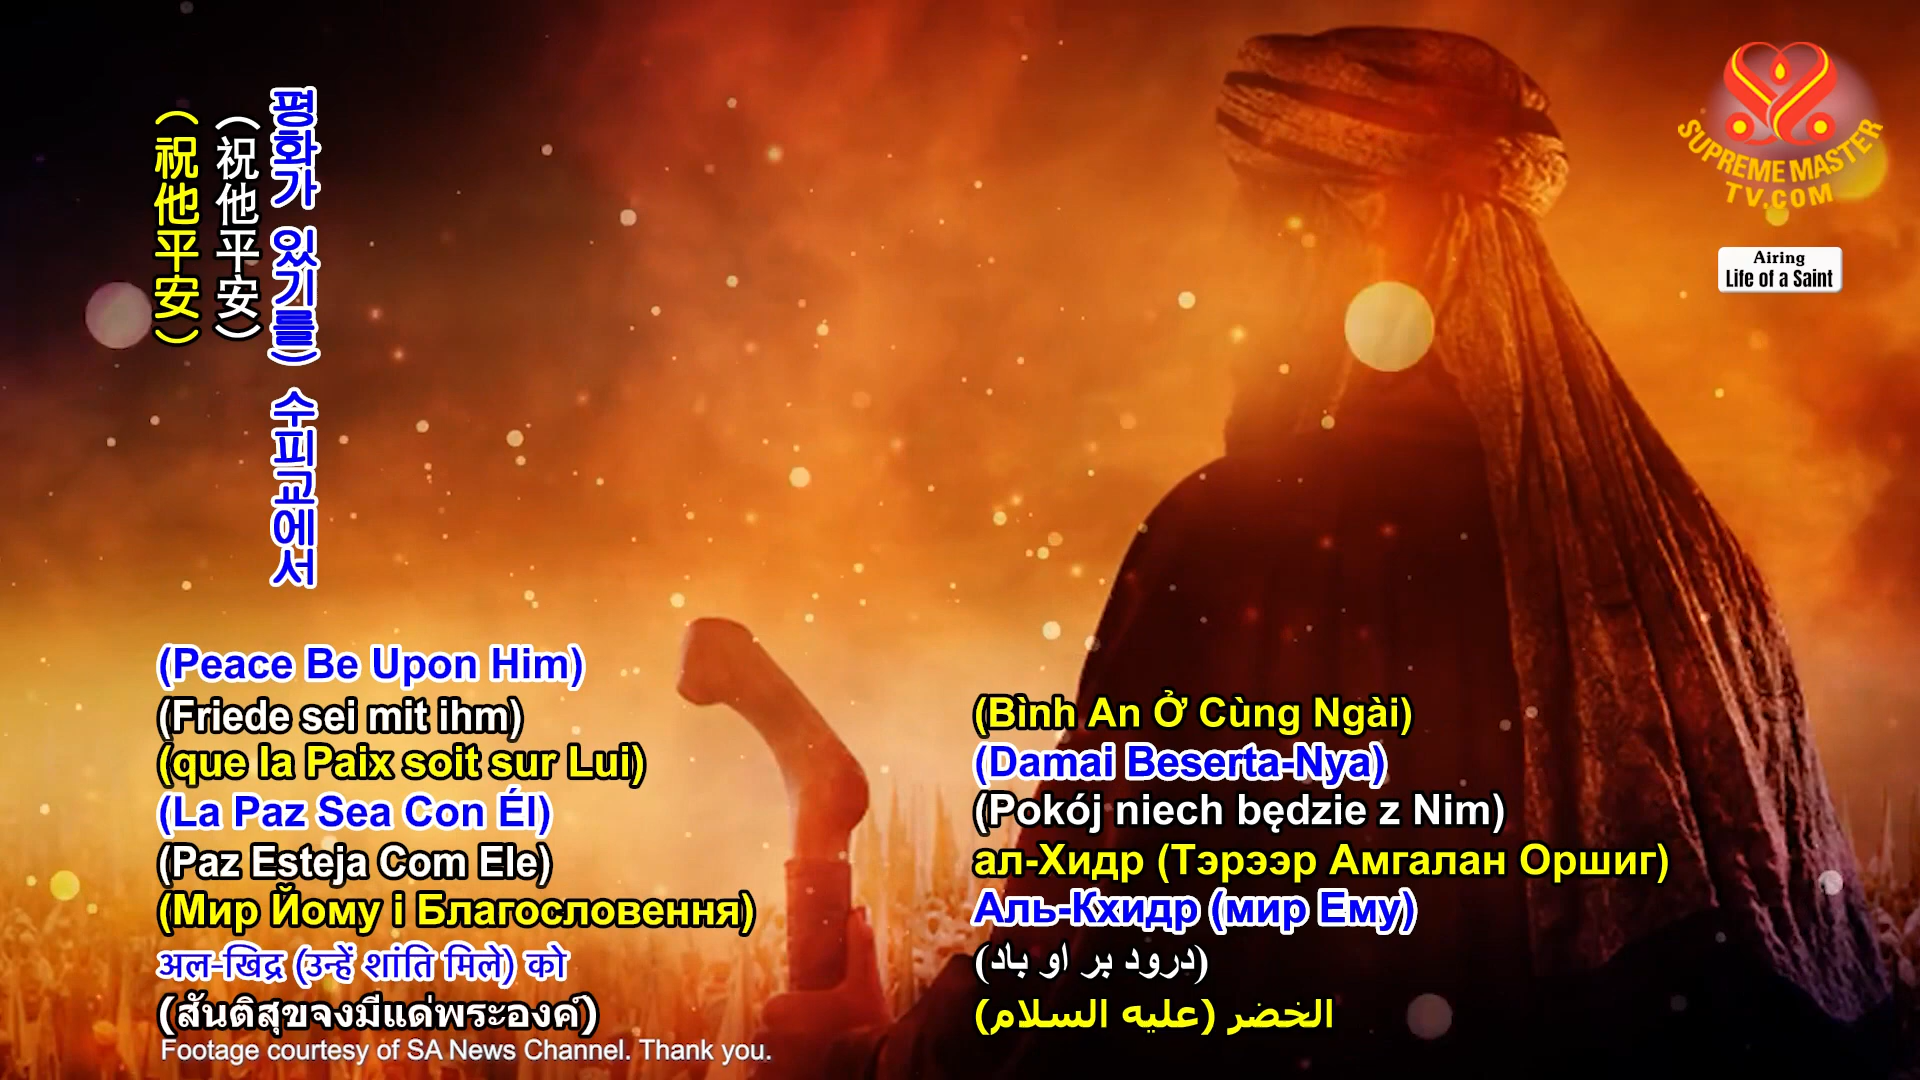 평화가 있기를) 수피교에서
（祝他平安）
（祝他平安）
SUPREME MASTER
TV.COM
Airing
Life of a Saint
(Peace Be Upon Him)
(Friede sei mit ihm)
(que la Paix soit sur Lui)
(La Paz Sea Con Él)
(Paz Esteja Com Ele)
(Мир Йому і Благословення)
अल-खिद्र (उन्हें शांति मिले) को
(สันติสุขจงมีแด่พระองค์)
Footage courtesy of SA News Channel. Thank you.
(Bình An Ở Cùng Ngài)
(Damai Beserta-Nya)
(Pokój niech będzie z Nim)
ал-Хидр (Тэрээр Амгалан Оршиг)
Аль-Кхидр (мир Ему)
(درود بر او باد)
الخضر (عليه السلام)